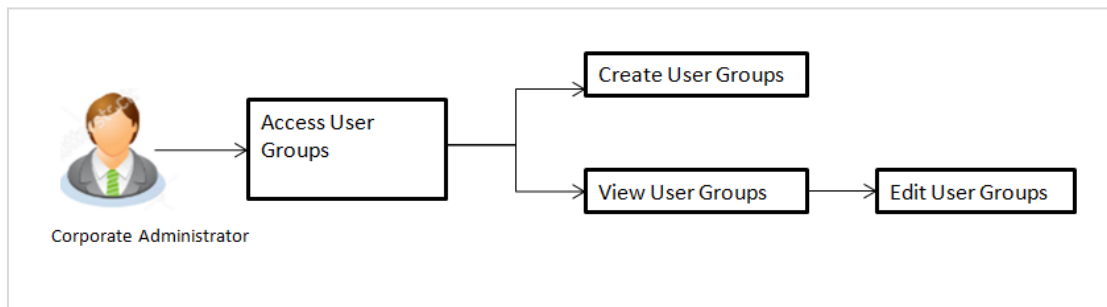 Create User Groups
Access User
Groups
View User Groups
Edit User Groups
Corporate Administrator